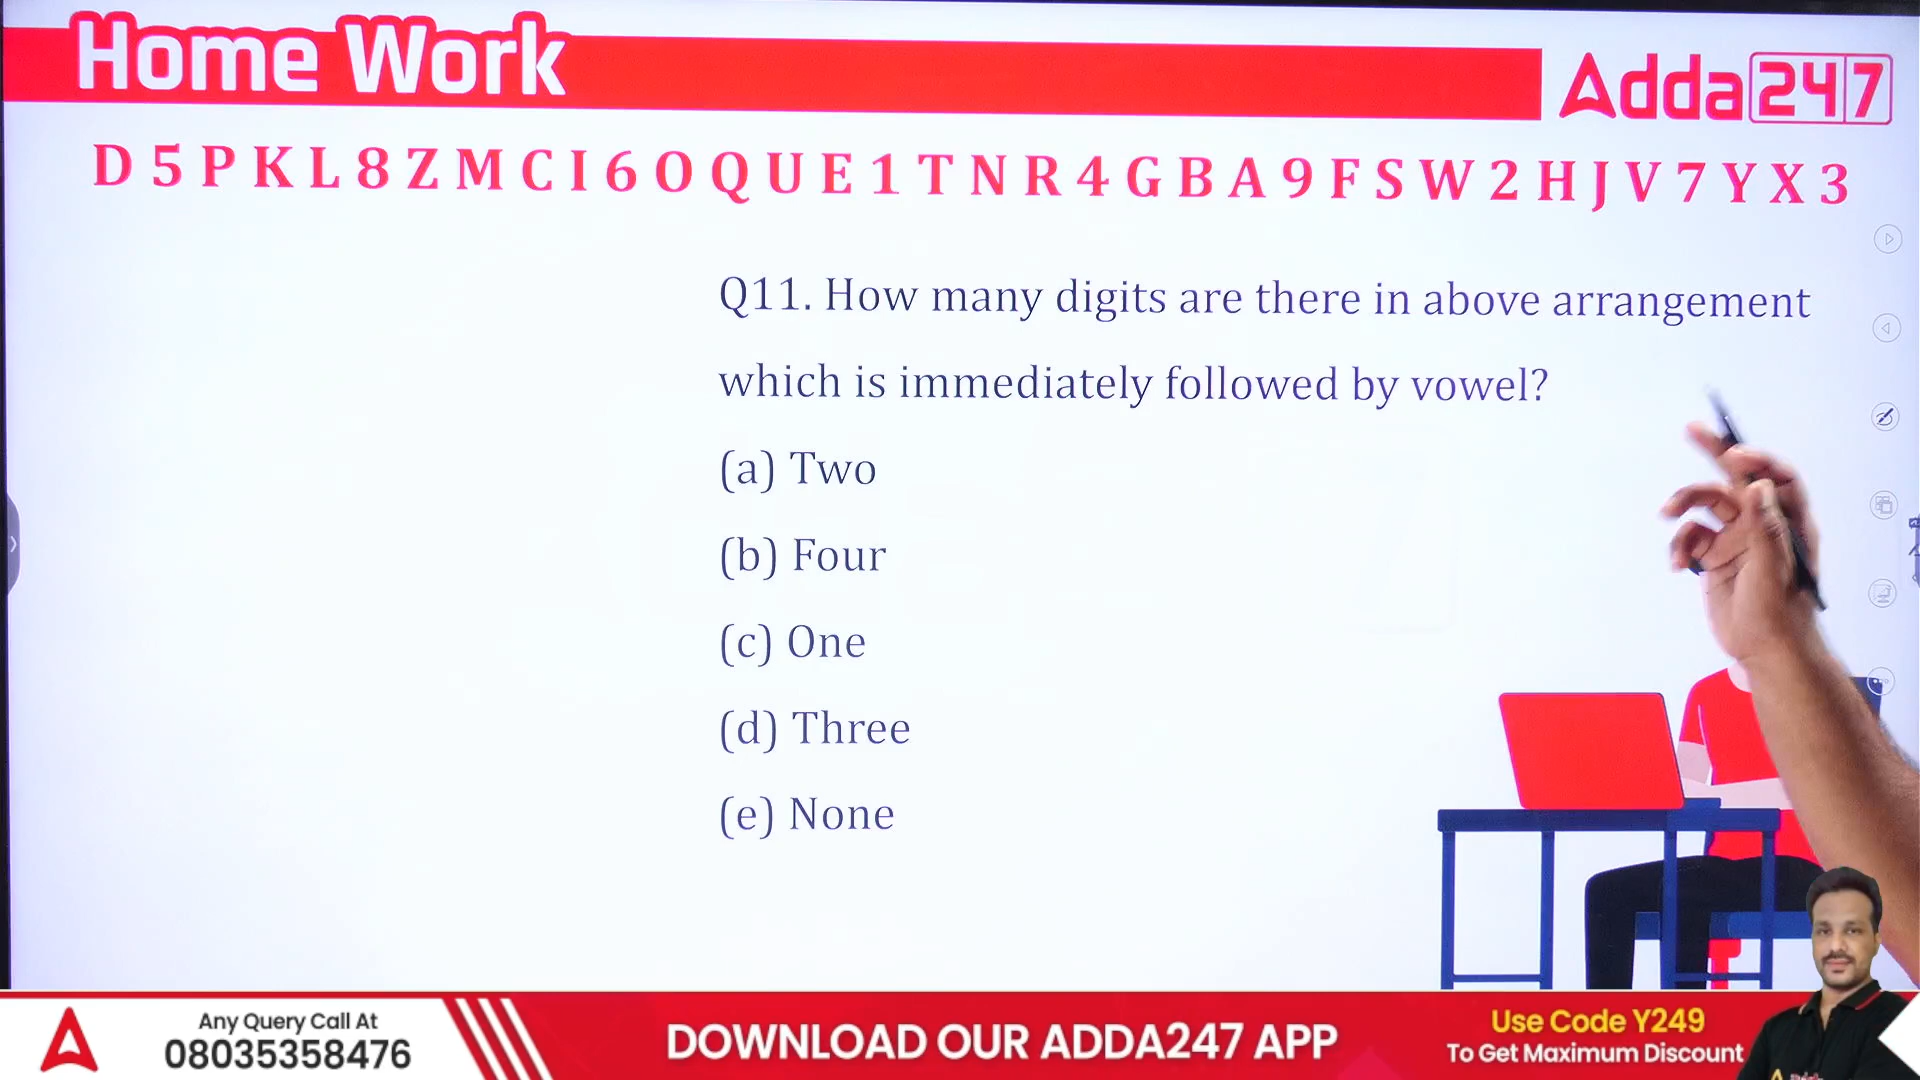 Home Work
Adda247
D 5 P K L 8 Z M C I 6 O Q U E 1 T N R 4 G B A 9 F S W 2 H J V 7 Y X 3
Q11. How many digits are there in above arrangement
which is immediately followed by vowel?
(a) Two
(b) Four
(c) One
(d) Three
(e) None
Any Query Call At
08035358476
DOWNLOAD OUR ADDA247 APP
Use Code Y249
To Get Maximum Discount